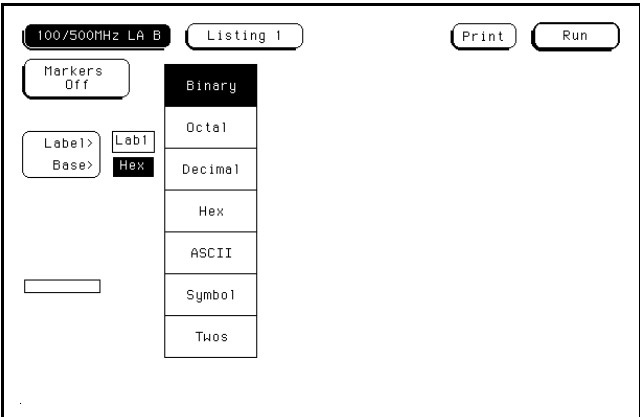 100/500MHz LA B Listing 1 Print Run
Markers
Off
Binary
Octal
Label> Lab1
Base> Hex
Decimal
Hex
ASCII
Symbol
Twos